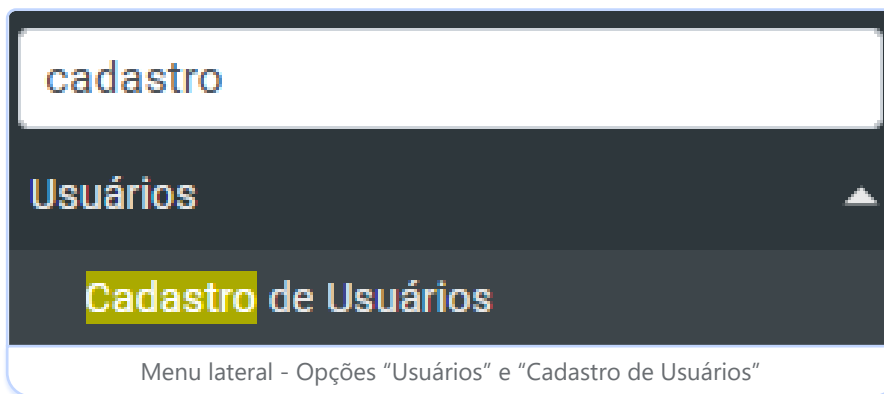 cadastro
Usuários
Cadastro de Usuários
Menu lateral - Opções “Usuários” e “Cadastro de Usuários”